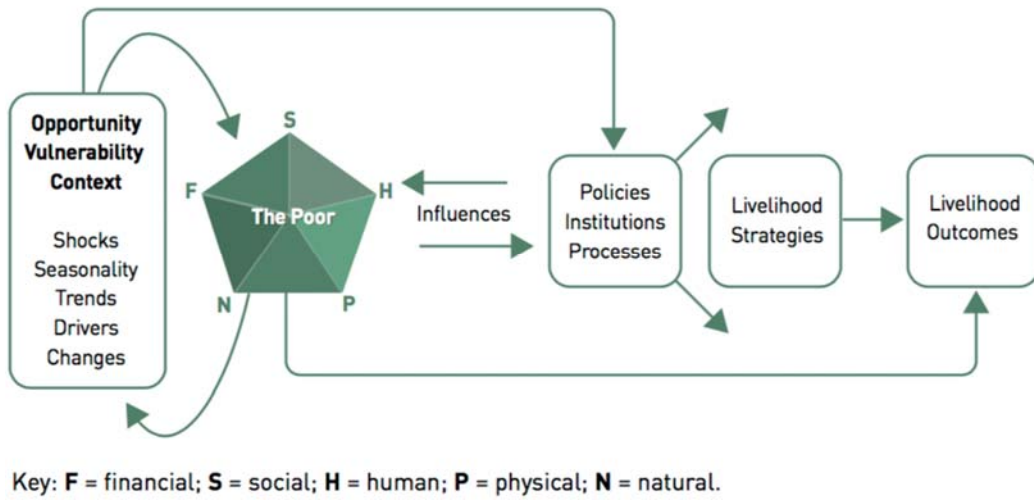 Opportunity
Vulnerability
Context
Shocks
Seasonality
Trends
Drivers
Changes
S
F
H
The Poor
N
P
Influences
Policies
Institutions
Processes
Livelihood
Strategies
Livelihood
Outcomes
Key: F = financial; S = social; H = human; P = physical; N = natural.